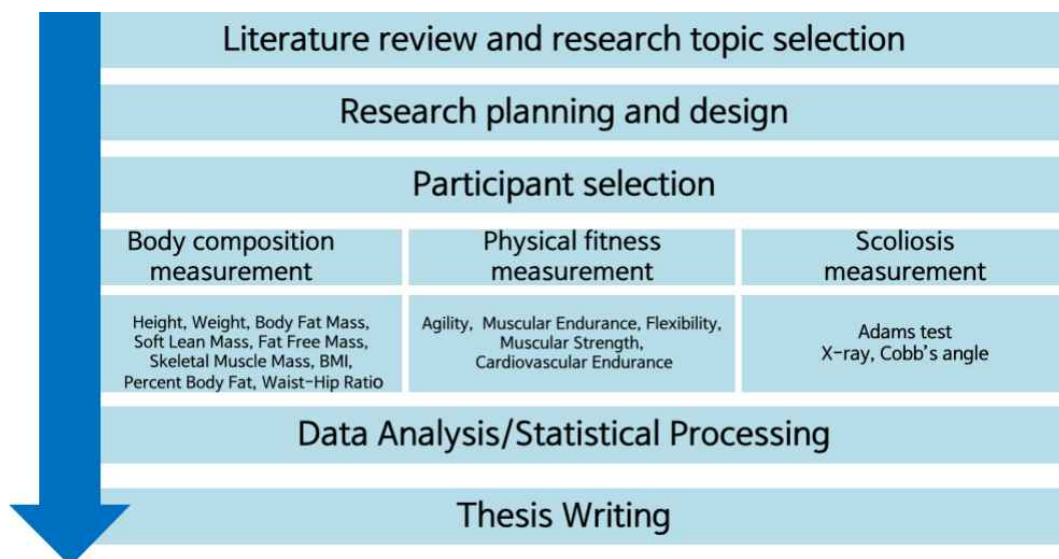 Literature review and research topic selection
Research planning and design
Participant selection
Body composition
measurement
Physical fitness
measurement
Scoliosis
measurement
Height, Weight, Body Fat Mass,
Soft Lean Mass, Fat Free Mass,
Skeletal Muscle Mass, BMI,
Percent Body Fat, Waist-Hip Ratio
Agility, Muscular Endurance, Flexibility,
Muscular Strength,
Cardiovascular Endurance
Adams test
X-ray, Cobb's angle
Data Analysis/Statistical Processing
Thesis Writing